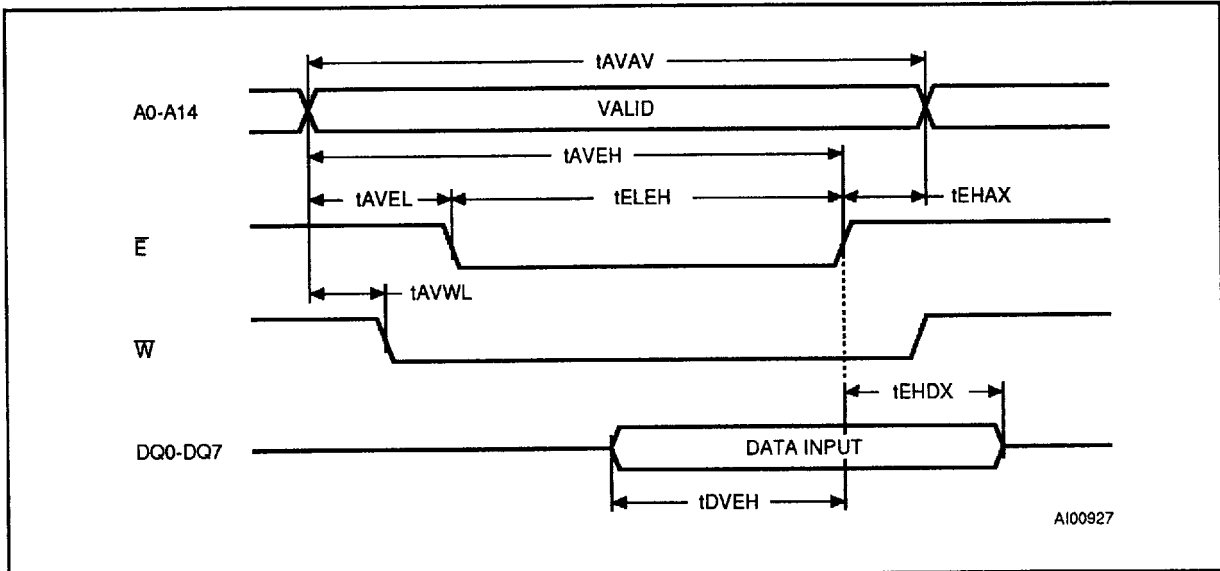 tAVAV
A0-A14
VALID
tAVEH
tAVEL
tELEH
tEHAX
E̅
tAVWL
W̅
tEHDX
DQ0-DQ7
DATA INPUT
tDVEH
AI00927